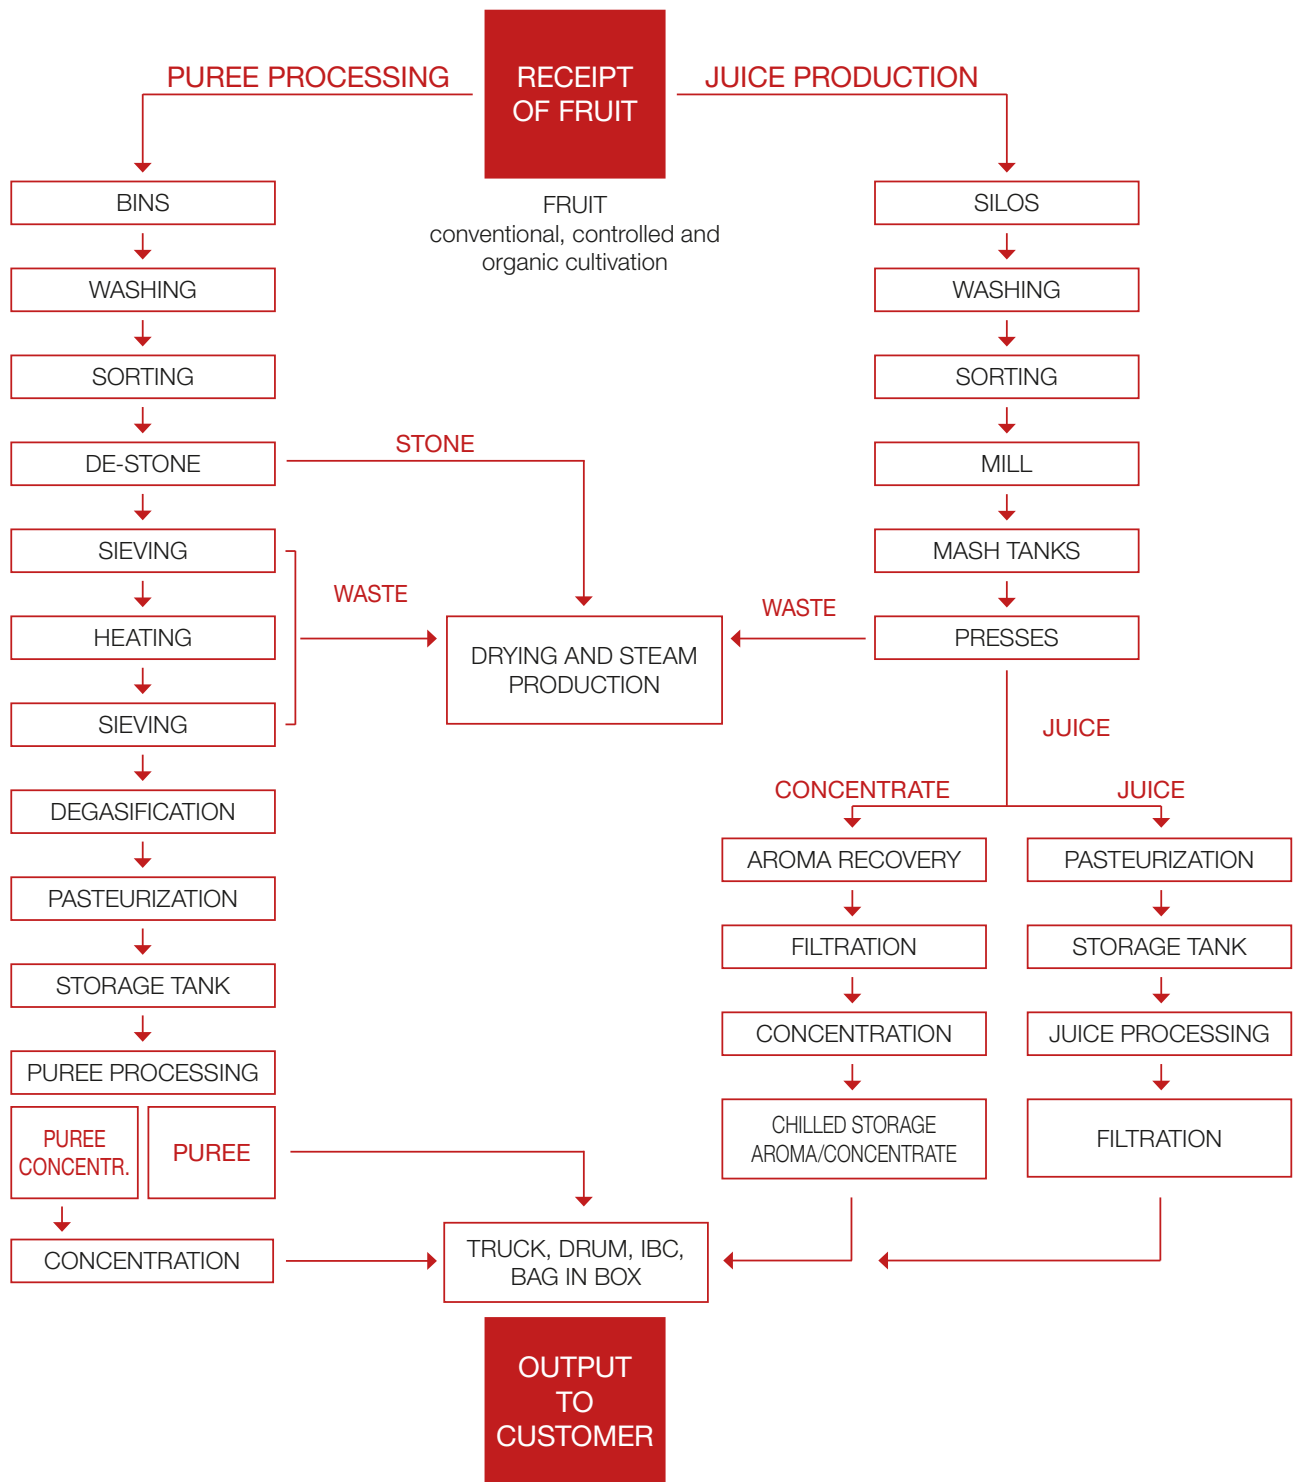 PUREE PROCESSING
RECEIPT
OF FRUIT
JUICE PRODUCTION
FRUIT
conventional, controlled and
organic cultivation
BINS
WASHING
SORTING
DE-STONE
STONE
SIEVING
HEATING
SIEVING
WASTE
DEGASIFICATION
PASTEURIZATION
STORAGE TANK
PUREE PROCESSING
PUREE
CONCENTR.
PUREE
CONCENTRATION
DRYING AND STEAM
PRODUCTION
SILOS
WASHING
SORTING
MILL
MASH TANKS
PRESSES
WASTE
JUICE
CONCENTRATE
JUICE
AROMA RECOVERY
FILTRATION
CONCENTRATION
CHILLED STORAGE
AROMA/CONCENTRATE
PASTEURIZATION
STORAGE TANK
JUICE PROCESSING
FILTRATION
TRUCK, DRUM, IBC,
BAG IN BOX
OUTPUT
TO
CUSTOMER